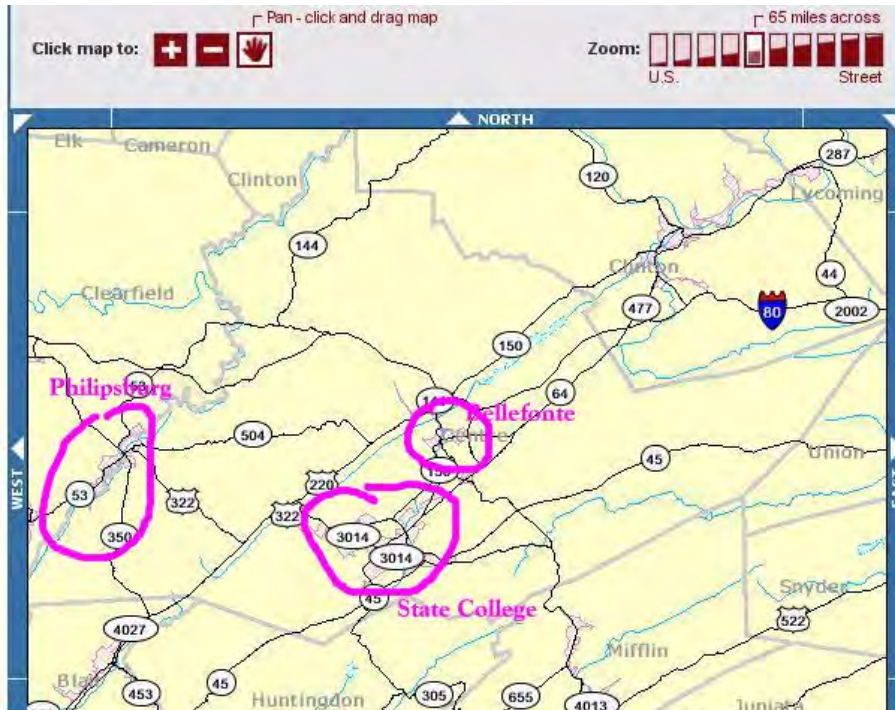 Pan - click and drag map
65 miles across
Click map to:
Zoom:
U.S.
Street
NORTH
Elk
Cameron
287
120
Clinton
Lycoming
144
Clinton
44
Clearfield
477
80
2002
150
53
Philipsburg
64
Bellefonte
Centre
504
45
Union
150
WEST
53
220
322
322
350
3014
3014
Snyder
45
State College
522
4027
Mifflin
45
453
Huntingdon
305
655
4013
Juniata